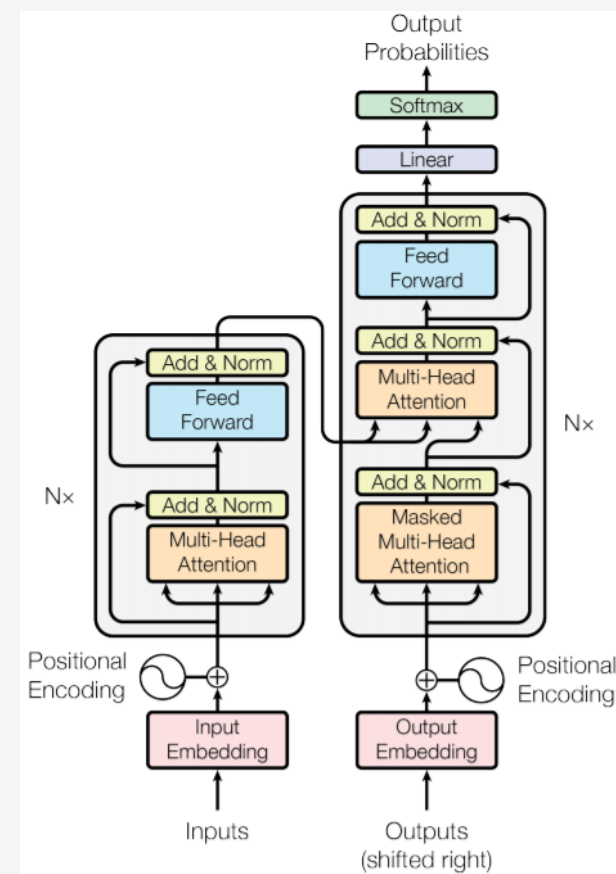 Output
Probabilities
Softmax
Linear
Add & Norm
Feed
Forward
Add & Norm
Multi-Head
Attention
Add & Norm
Masked
Multi-Head
Attention
Nx
Add & Norm
Feed
Forward
Add & Norm
Multi-Head
Attention
N×
Positional
Encoding
Positional
Encoding
Input
Embedding
Output
Embedding
Inputs
Outputs
(shifted right)